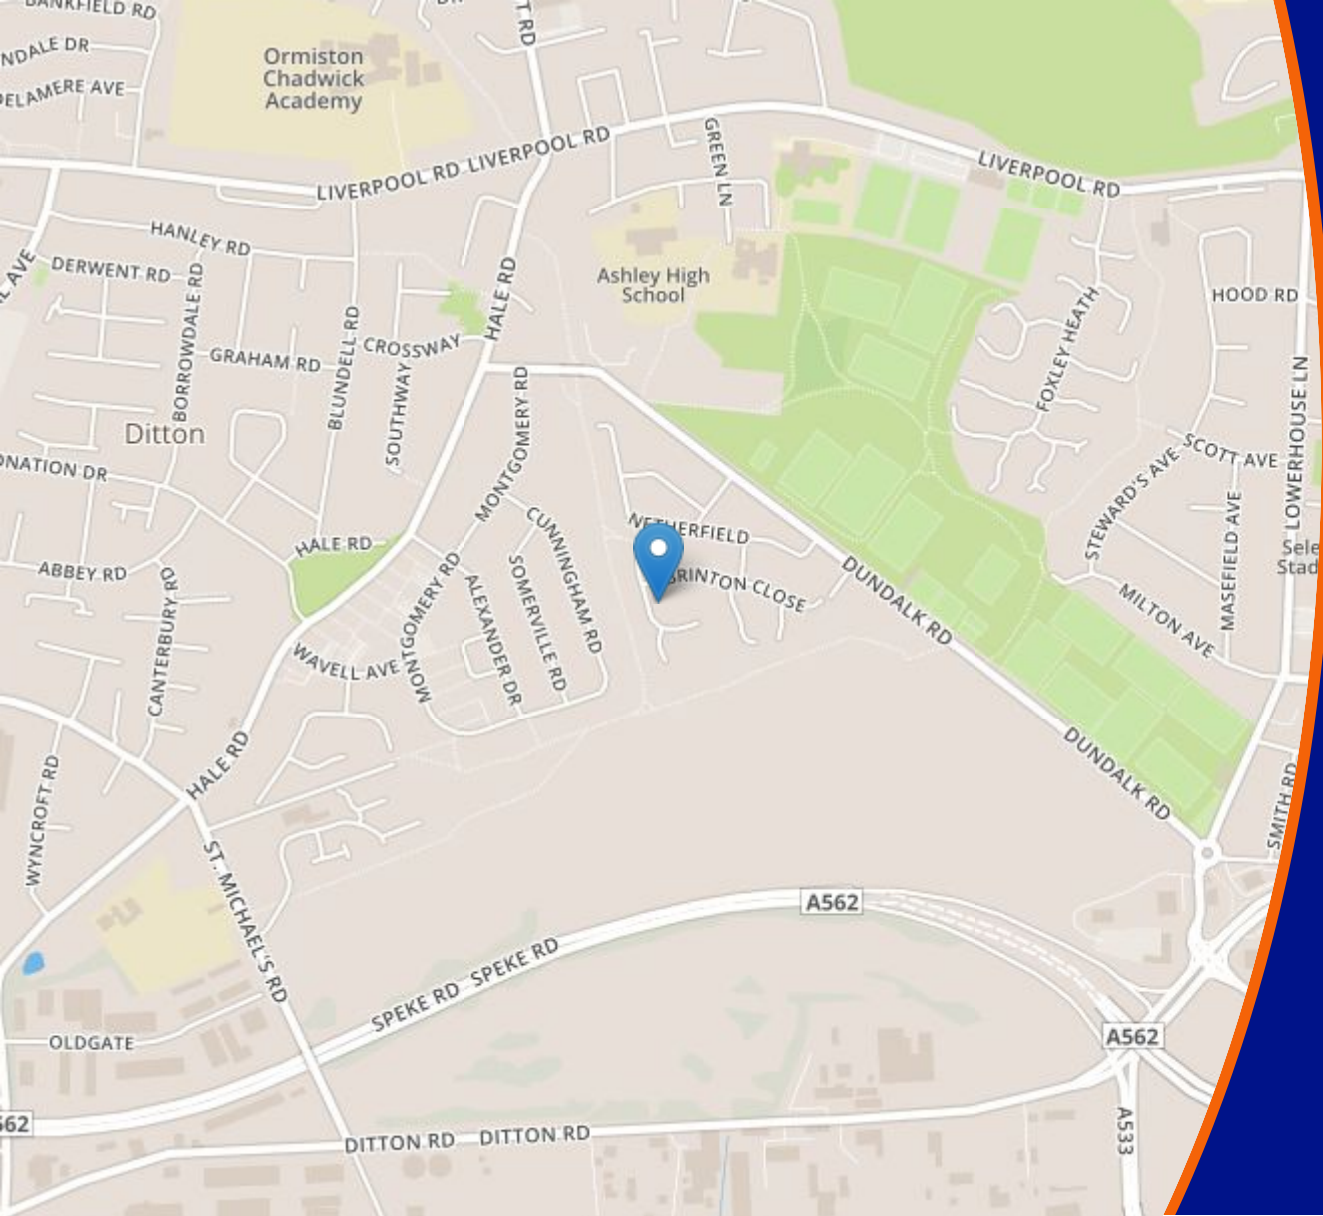 BANKFIELD RD
T RD
NDALE DR
DELAMERE AVE
Ormiston
Chadwick
Academy
LIVERPOOL RD
LIVERPOOL RD
GREEN LN
LIVERPOOL RD
HANLEY RD
DERWENT RD
BORROWDALE RD
L AVE
HALE RD
Ashley High
School
HOOD RD
FOXLEY HEATH
BLUNDELL RD
CROSSWAY
GRAHAM RD
SOUTHWAY
MONTGOMERY RD
LOWERHOUSE LN
Ditton
ONATION DR
SCOTT AVE
STEWARD'S AVE
MASEFIELD AVE
NETHERFIELD
CUNNINGHAM RD
HALE RD
SOMERVILLE RD
BRINTON CLOSE
DUNDALK RD
Sele
Stad
ABBEY RD
CANTERBURY RD
MONTGOMERY RD
ALEXANDER DR
MILTON AVE
WAVELL AVE
HALE RD
DUNDALK RD
WYNCROFT RD
SMITH RD
ST. MICHAEL'S RD
A562
SPEKE RD
SPEKE RD
OLDGATE
A562
562
DITTON RD
DITTON RD
A533